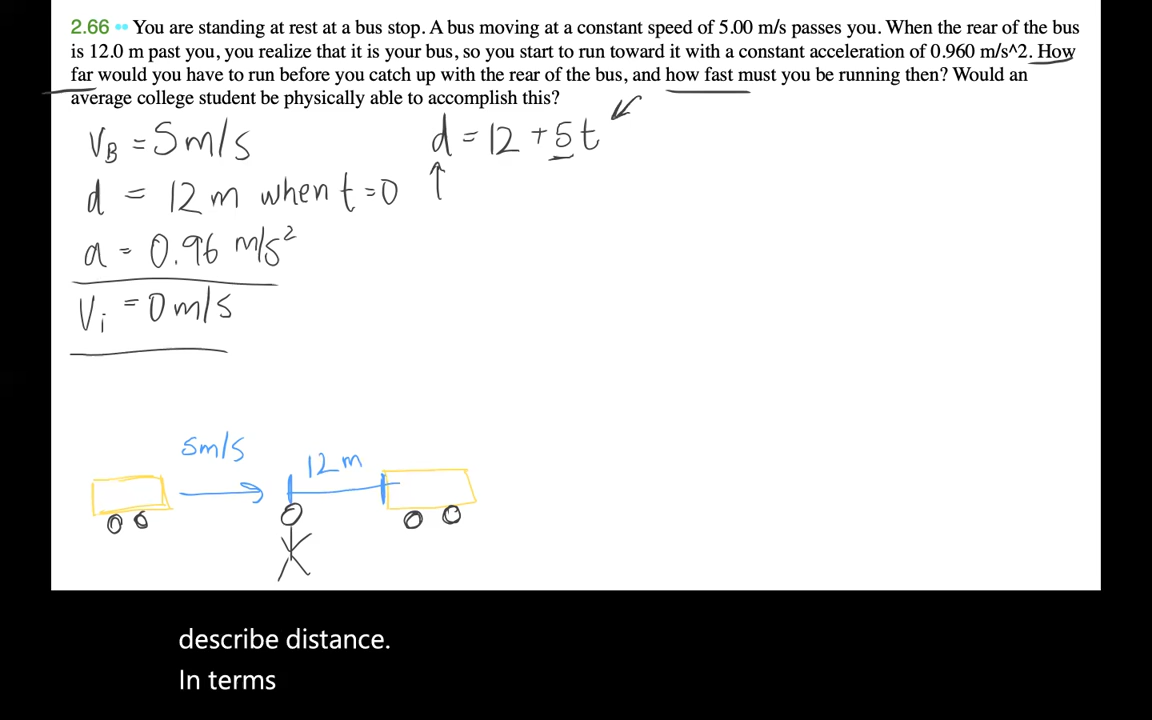 2.66 •• You are standing at rest at a bus stop. A bus moving at a constant speed of 5.00 m/s passes you. When the rear of the bus
is 12.0 m past you, you realize that it is your bus, so you start to run toward it with a constant acceleration of 0.960 m/s^2. How
far would you have to run before you catch up with the rear of the bus, and how fast must you be running then? Would an
average college student be physically able to accomplish this?
V_B = 5m/s
d = 12 + 5t
d = 12 m when t = 0
a = 0.96 m/s²
V_i = 0 m/s
5m/s
12m
describe distance.
In terms